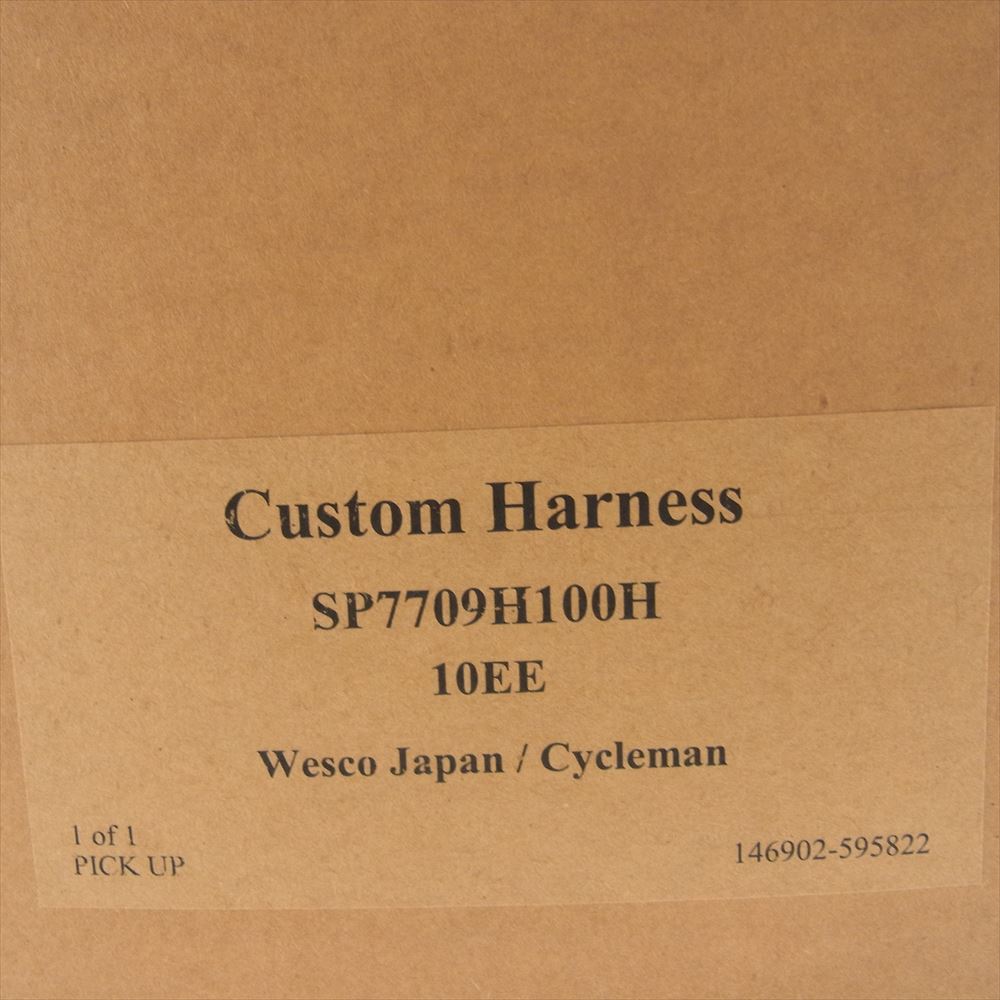 Custom Harness
SP7709H100H
10EE
Wesco Japan / Cycleman
1 of 1
PICK UP
146902-595822